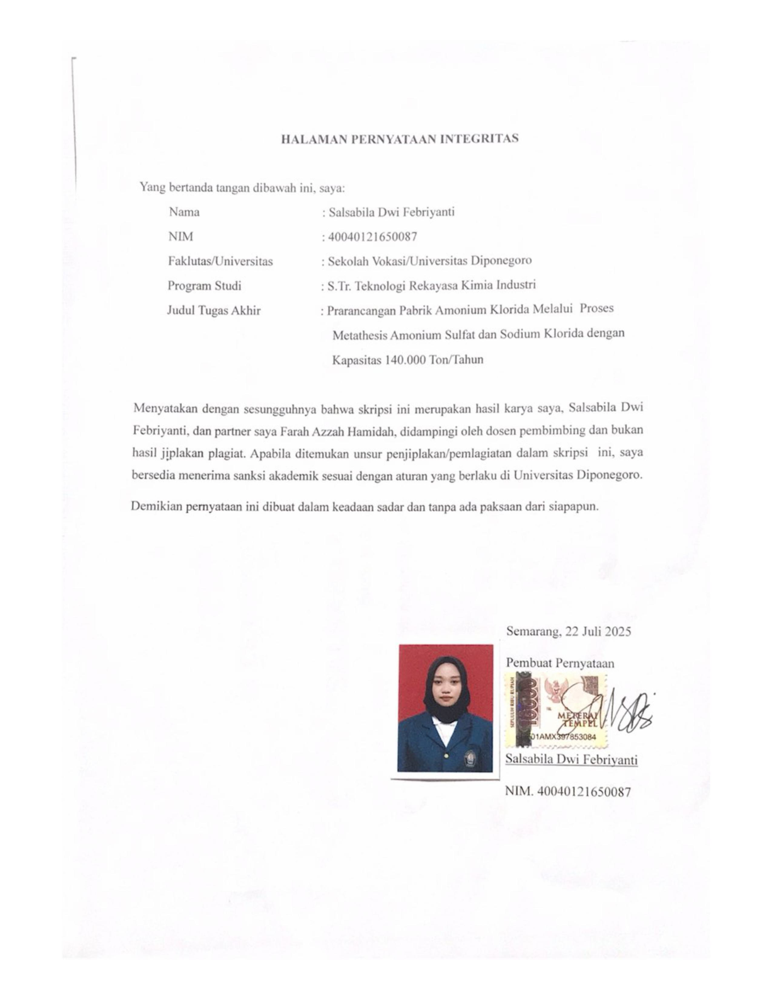 HALAMAN PERNYATAAN INTEGRITAS
Yang bertanda tangan dibawah ini, saya:
Nama : Salsabila Dwi Febriyanti
NIM : 40040121650087
Faklutas/Universitas : Sekolah Vokasi/Universitas Diponegoro
Program Studi : S.Tr. Teknologi Rekayasa Kimia Industri
Judul Tugas Akhir : Prarancangan Pabrik Amonium Klorida Melalui Proses
Metathesis Amonium Sulfat dan Sodium Klorida dengan
Kapasitas 140.000 Ton/Tahun
Menyatakan dengan sesungguhnya bahwa skripsi ini merupakan hasil karya saya, Salsabila Dwi
Febriyanti, dan partner saya Farah Azzah Hamidah, didampingi oleh dosen pembimbing dan bukan
hasil jiplakan plagiat. Apabila ditemukan unsur penjiplakan/pemlagiatan dalam skripsi ini, saya
bersedia menerima sanksi akademik sesuai dengan aturan yang berlaku di Universitas Diponegoro.
Demikian pernyataan ini dibuat dalam keadaan sadar dan tanpa ada paksaan dari siapapun.
Semarang, 22 Juli 2025
Pembuat Pernyataan
SEPULUH RIBU RUPIAH
10000
METERAI
TEMPEL
01AMX397853084
Salsabila Dwi Febriyanti
NIM. 40040121650087